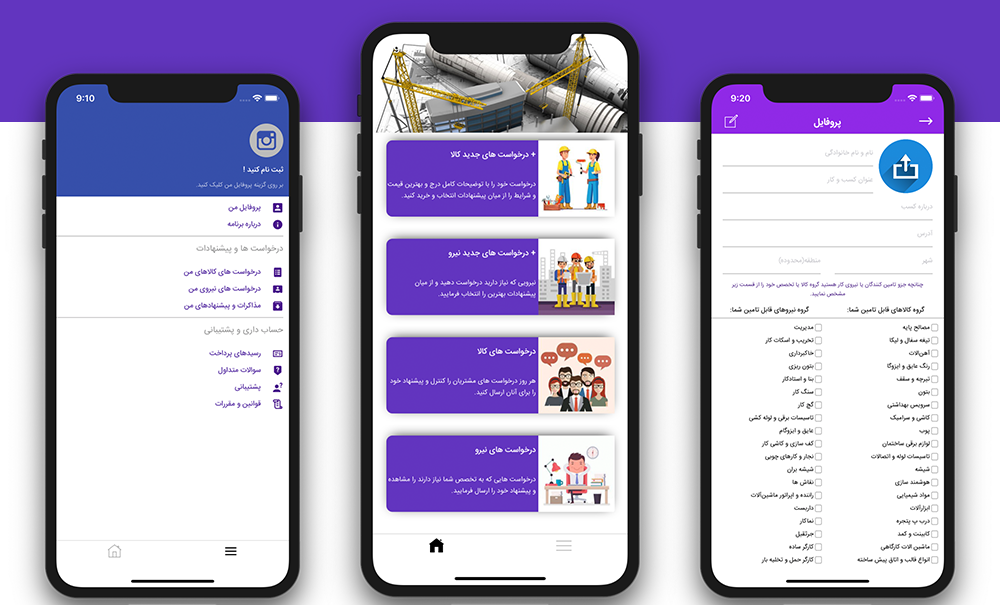 9:10
ثبت نام کنید !
بر روی گزینه پروفایل من کلیک کنید.
پروفایل من
درباره برنامه
درخواست ها و پیشنهادات
درخواست های کالاهای من
درخواست های نیروی من
مذاکرات و پیشنهادهای من
حساب داری و پشتیبانی
رسیدهای پرداخت
سوالات متداول
پشتیبانی
قوانین و مقررات
+ درخواست های جدید کالا
درخواست خود را با توضیحات کامل درج و بهترین قیمت
و شرایط را از میان پیشنهادات انتخاب و خرید کنید.
+ درخواست های جدید نیرو
نیرویی که نیاز دارید درخواست دهید و از میان
پیشنهادات بهترین را انتخاب فرمایید.
درخواست های کالا
هر روز درخواست های مشتریان را کنترل و پیشنهاد خود
را برای آنان ارسال کنید.
درخواست های نیرو
درخواست هایی که به تخصص شما نیاز دارند را مشاهده
و پیشنهاد خود را ارسال فرمایید.
9:20
پروفایل
نام و نام خانوادگی
عنوان کسب و کار
درباره کسب
آدرس
شهر
منطقه(محدوده)
چنانچه جزو تامین کنندگان یا نیروی کار هستید گروه کالا یا تخصص خود را از قسمت زیر
مشخص نمایید.
گروه کالاهای قابل تامین شما:
گروه نیروهای قابل تامین شما:
مصالح پایه
تیغه سفال و لیکا
آهن‌آلات
رنگ عایق و ایزوگا
تیرچه و سقف
بتون
سرویس بهداشتی
کاشی و سرامیک
پوب
لوازم برقی ساختمان
تاسیسات لوله و اتصالات
شیشه
هوشمند سازی
مواد شیمیایی
ابزارآلات
درب پ پنجره
کابینت و کمد
ماشین الات کارگاهی
انواع قالب و اتاق پیش ساخته
مدیریت
تخریب و اسکات کار
خاکبرداری
بتون ریزی
بنا و استادکار
سنگ کار
گچ کار
تاسیسات برقی و لوله کشی
عایق و ایزوگام
کف سازی و کاشی کار
نجار و کارهای چوبی
شیشه بران
نقاش ها
راننده و اپراتور ماشین‌آلات
داربست
نماکار
جرثقیل
کارگر ساده
کارگر حمل و تخلیه بار